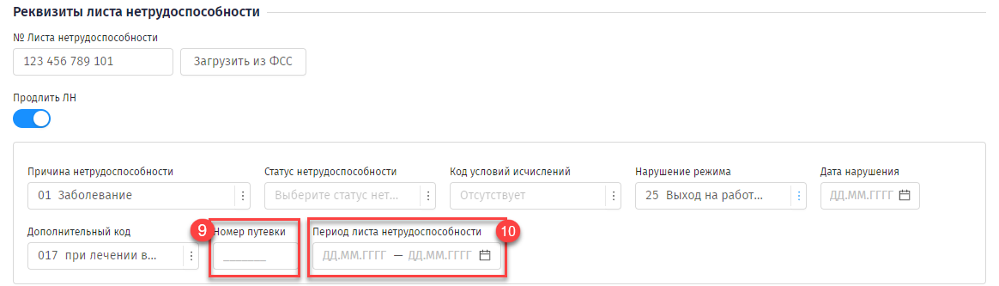 Реквизиты листа нетрудоспособности
№ Листа нетрудоспособности
123 456 789 101 Загрузить из ФСС
Продлить ЛН
Причина нетрудоспособности Статус нетрудоспособности Код условий исчислений Нарушение режима Дата нарушения
01 Заболевание Выберите статус нет... Отсутствует 25 Выход на работ... ДД.ММ.ГГГГ
Дополнительный код 9 Номер путевки Период листа нетрудоспособности 10
017 при лечении в... ________ ДД.ММ.ГГГГ — ДД.ММ.ГГГГ